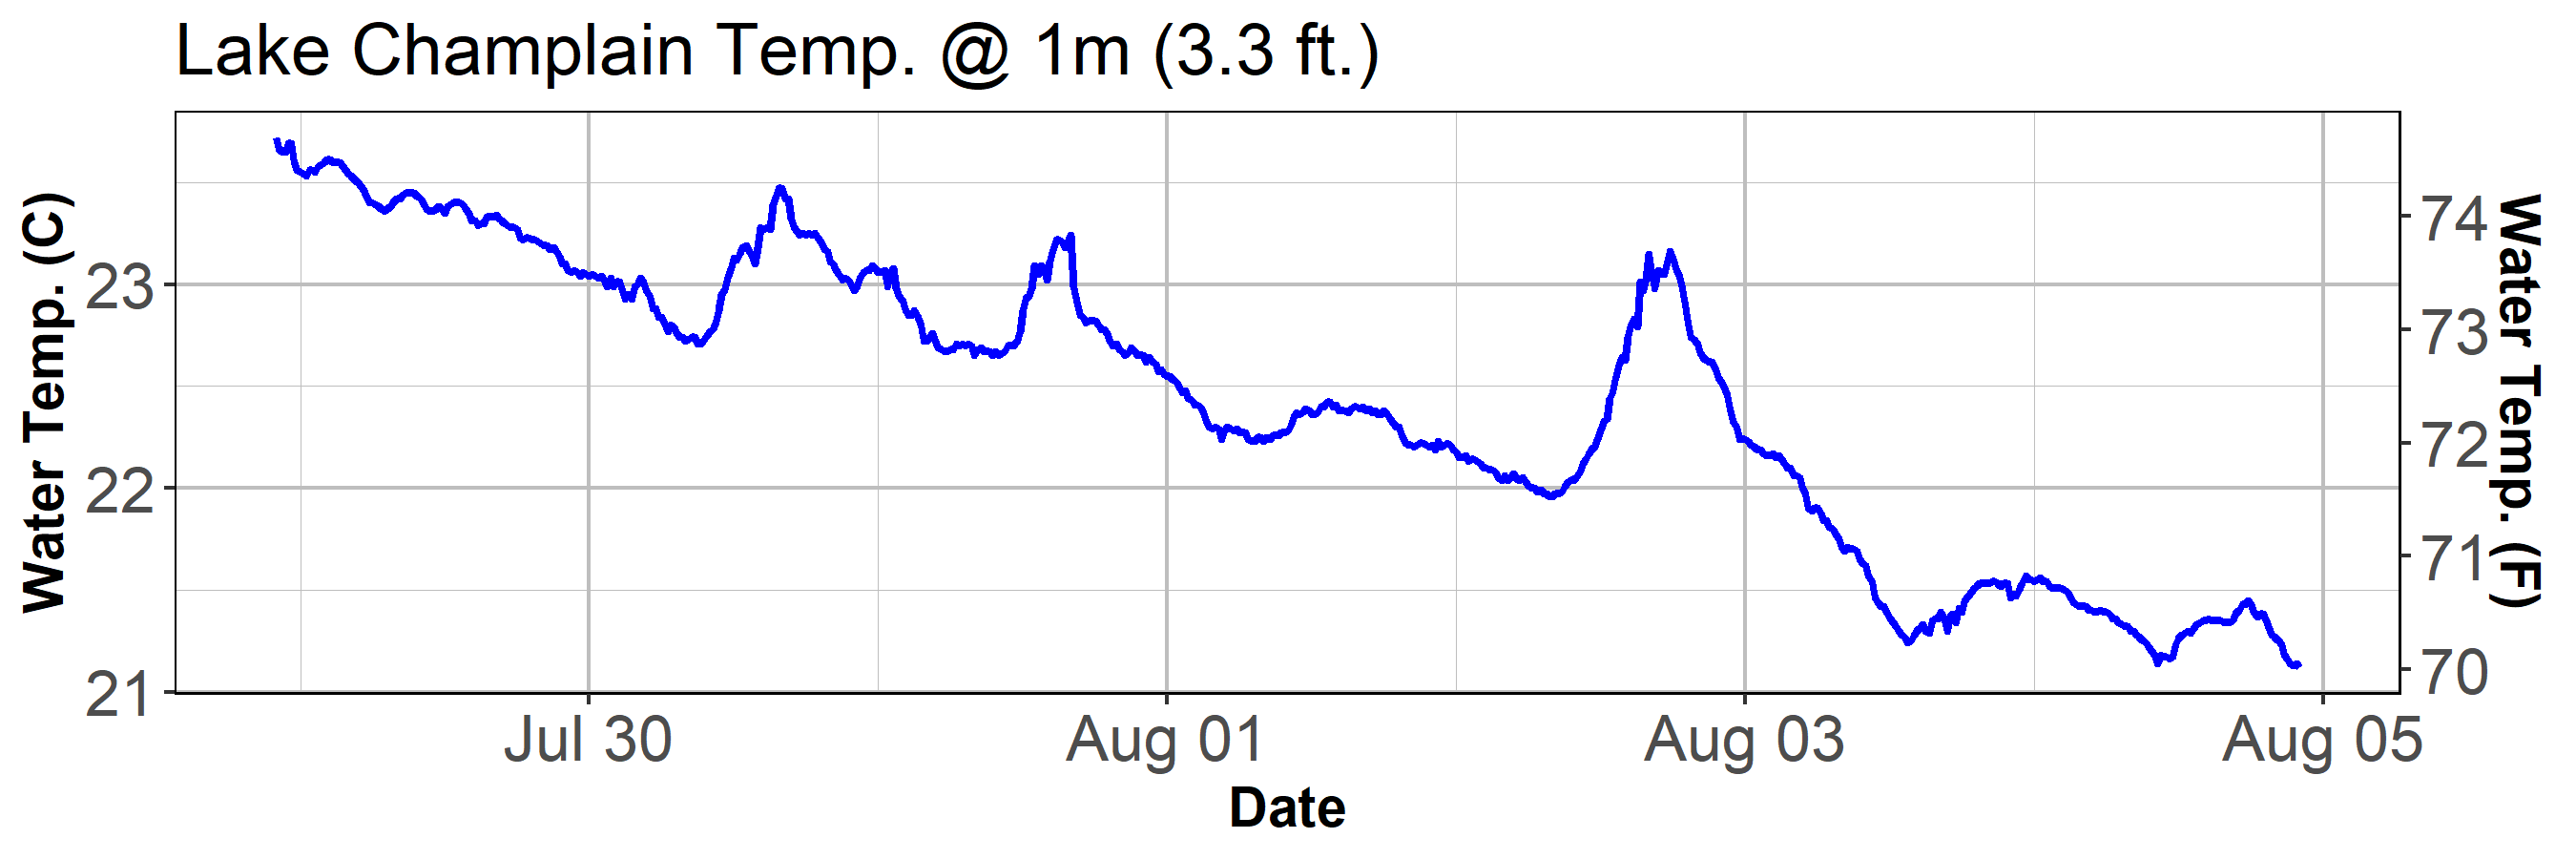 Lake Champlain Temp. @ 1m (3.3 ft.)
Water Temp. (C)
23
22
21
74
73
72
71
70
Water Temp. (F)
Jul 30
Aug 01
Aug 03
Aug 05
Date